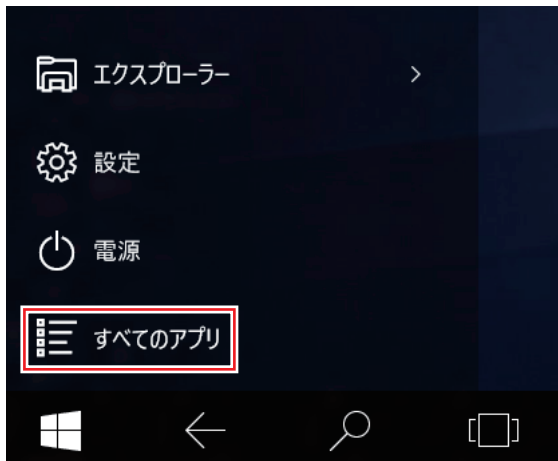 エクスプローラー
設定
電源
すべてのアプリ